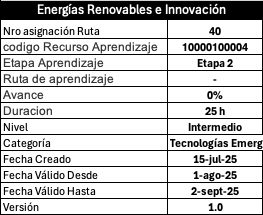 Energías Renovables e Innovación
Nro asignación Ruta 40
codigo Recurso Aprendizaje 10000100004
Etapa Aprendizaje Etapa 2
Ruta de aprendizaje -
Avance 0%
Duracion 25 h
Nivel Intermedio
Categoría Tecnologías Emerg
Fecha Creado 15-jul-25
Fecha Válido Desde 1-ago-25
Fecha Válido Hasta 2-sept-25
Versión 1.0